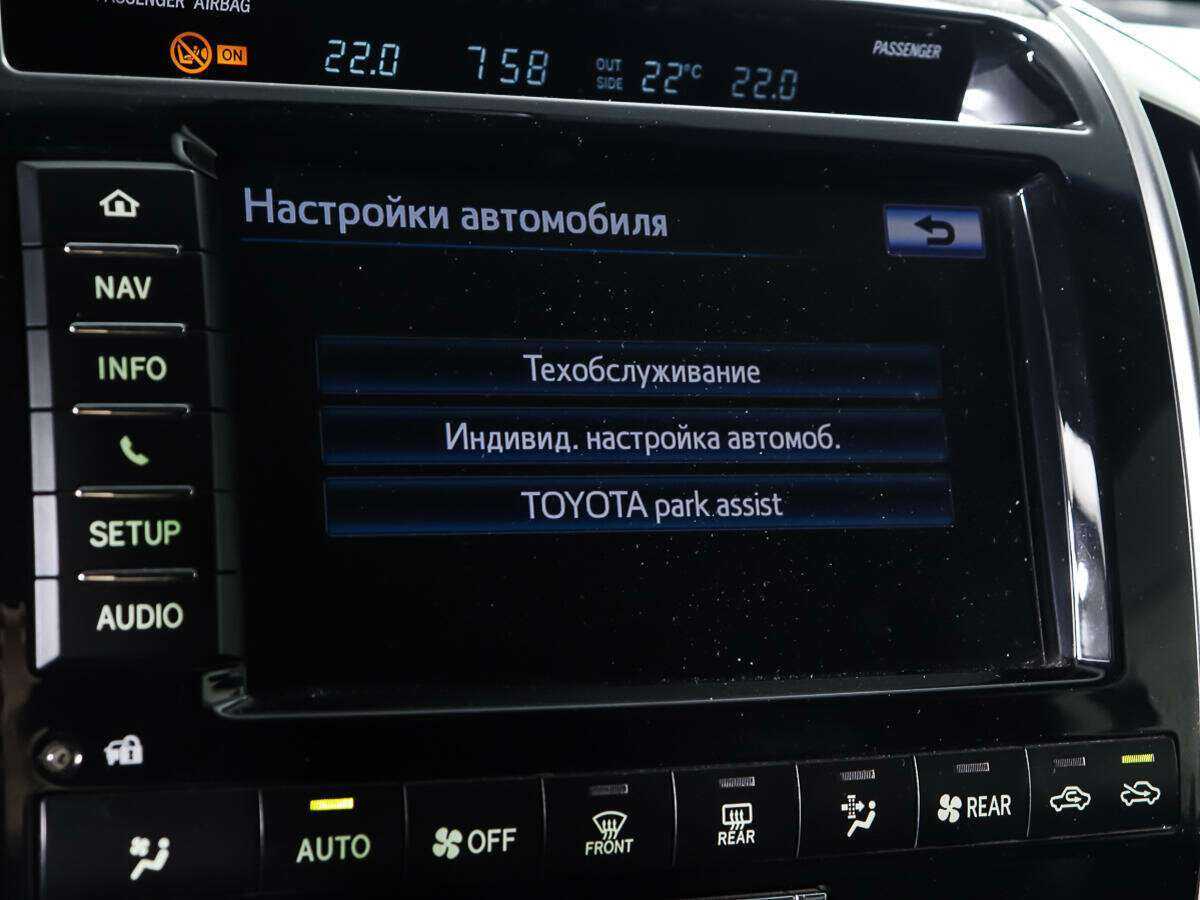 PASSENGER AIRBAG
ON 22.0 7 58 OUT SIDE 22°C 22.0 PASSENGER
Настройки автомобиля
NAV
INFO
SETUP
AUDIO
Техобслуживание
Индивид. настройка автомоб.
TOYOTA park assist
AUTO
OFF
FRONT
REAR
REAR